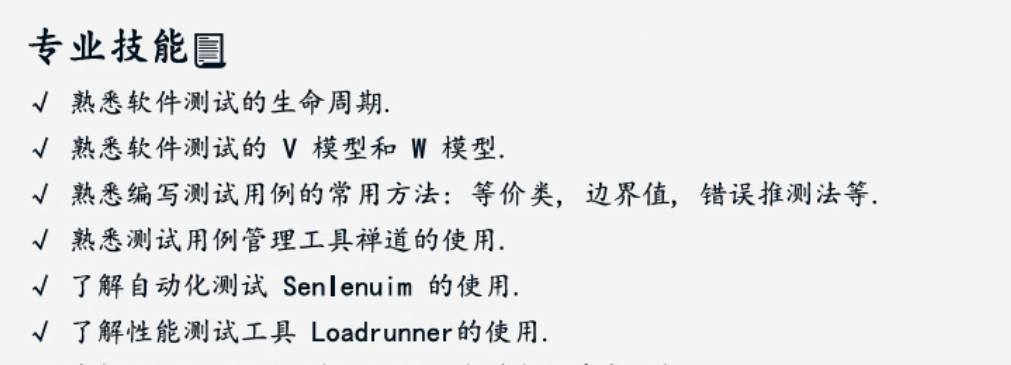 专业技能
√ 熟悉软件测试的生命周期.
√ 熟悉软件测试的 V 模型和 W 模型.
√ 熟悉编写测试用例的常用方法: 等价类, 边界值, 错误推测法等.
√ 熟悉测试用例管理工具禅道的使用.
√ 了解自动化测试 Senlenuim 的使用.
√ 了解性能测试工具 Loadrunner的使用.